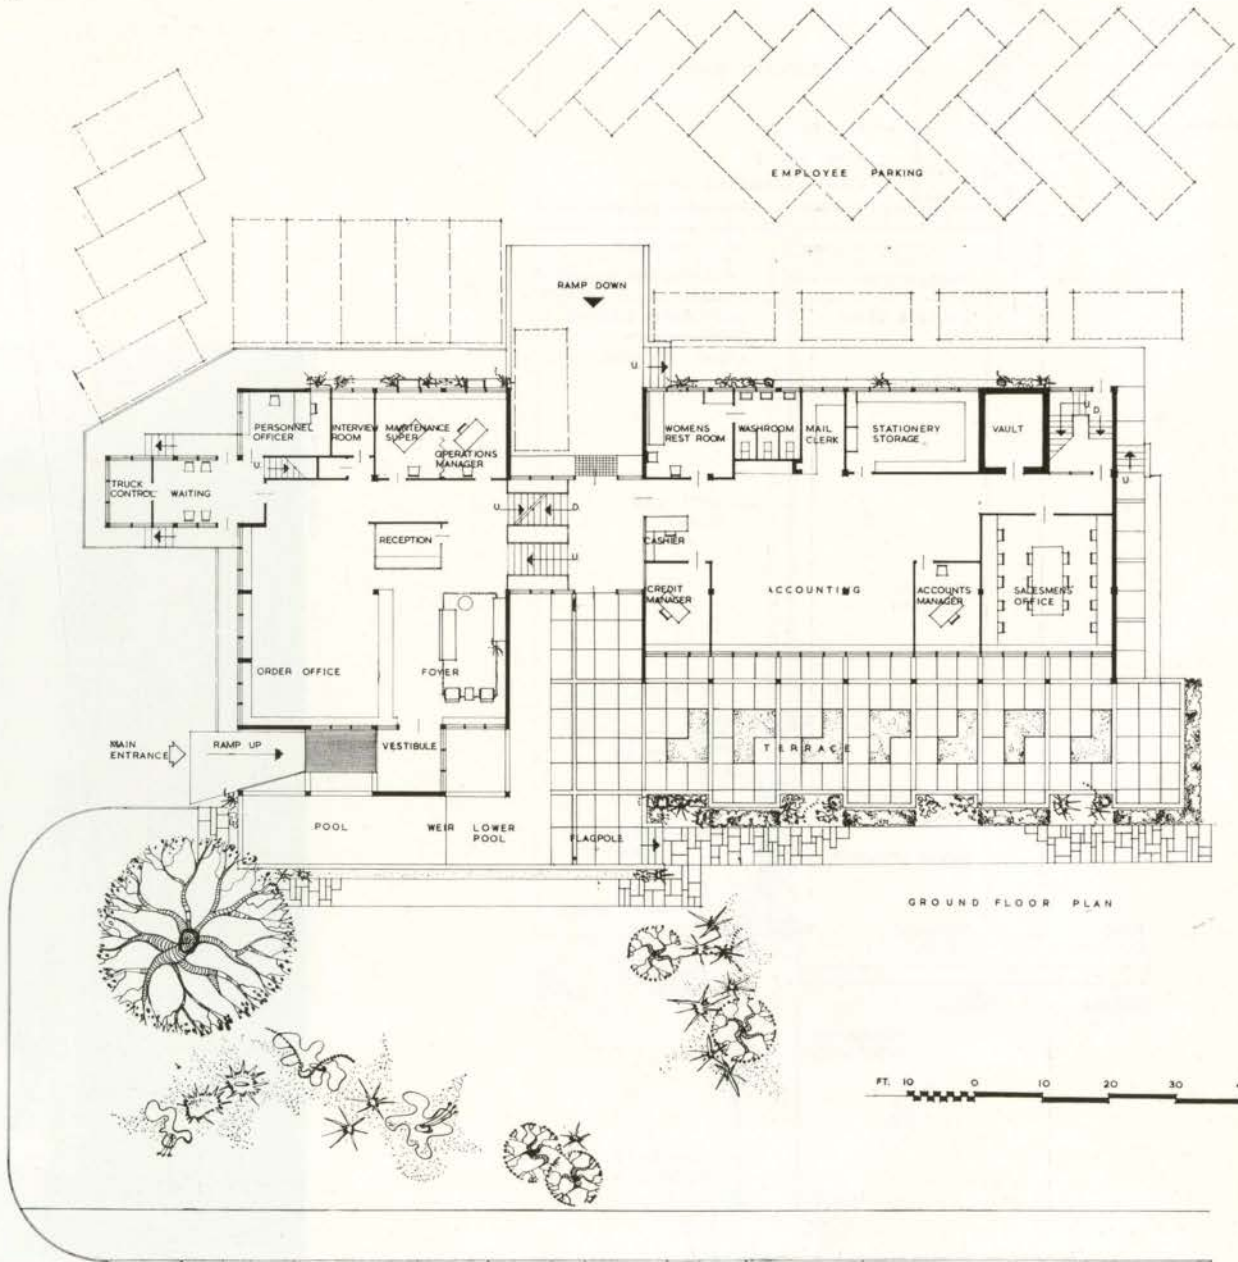 EMPLOYEE PARKING
RAMP DOWN
U.
PERSONNEL
OFFICER
INTERVIEW
ROOM
MAINTENANCE
SUPER
OPERATIONS
MANAGER
WOMENS
REST ROOM
WASHROOM
MAIL
CLERK
STATIONERY
STORAGE
VAULT
U.
D.
U.
TRUCK
CONTROL
WAITING
U.
U.
D.
RECEPTION
U.
CASHIER
CREDIT
MANAGER
ACCOUNTING
ACCOUNTS
MANAGER
SALESMENS
OFFICE
ORDER OFFICE
FOYER
MAIN
ENTRANCE
RAMP UP
VESTIBULE
TERRACE
POOL
WEIR
LOWER
POOL
FLAGPOLE
GROUND FLOOR PLAN
FT. 10 0 10 20 30